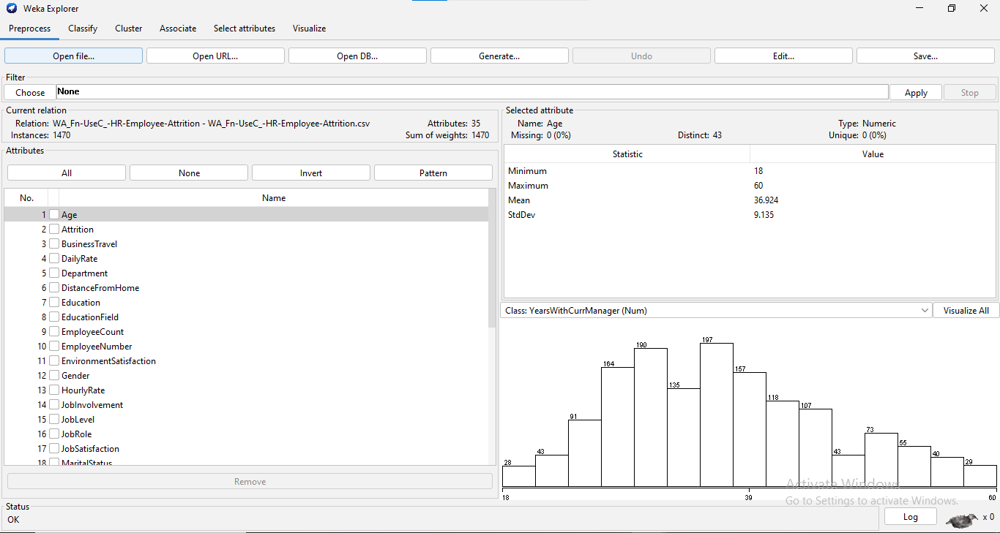 Weka Explorer
Preprocess Classify Cluster Associate Select attributes Visualize
Open file... Open URL... Open DB... Generate... Undo Edit... Save...
Filter
Choose None Apply Stop
Current relation
Relation: WA_Fn-UseC_-HR-Employee-Attrition - WA_Fn-UseC_-HR-Employee-Attrition.csv Attributes: 35
Instances: 1470 Sum of weights: 1470
Attributes
All None Invert Pattern
No. Name
1 Age
2 Attrition
3 BusinessTravel
4 DailyRate
5 Department
6 DistanceFromHome
7 Education
8 EducationField
9 EmployeeCount
10 EmployeeNumber
11 EnvironmentSatisfaction
12 Gender
13 HourlyRate
14 JobInvolvement
15 JobLevel
16 JobRole
17 JobSatisfaction
18 MaritalStatus
Remove
Selected attribute
Name: Age Type: Numeric
Missing: 0 (0%) Distinct: 43 Unique: 0 (0%)
Statistic Value
Minimum 18
Maximum 60
Mean 36.924
StdDev 9.135
Class: YearsWithCurrManager (Num) Visualize All
28 43 91 164 190 135 197 157 118 107 43 73 55 40 29
18 39 60
Activate Windows
Go to Settings to activate Windows.
Status
OK Log x 0